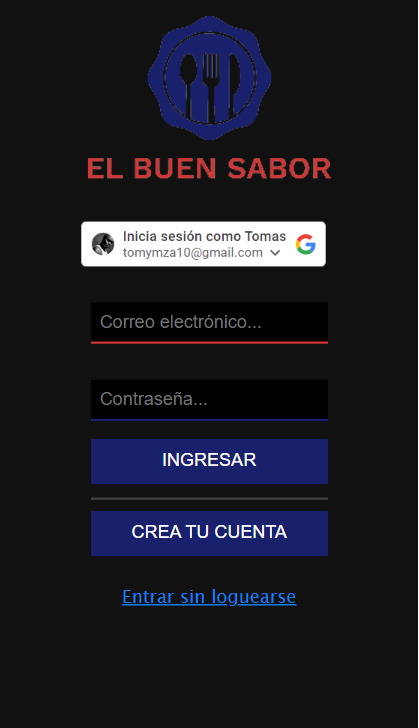 EL BUEN SABOR
Inicia sesión como Tomas
tomymza10@gmail.com
Correo electrónico...
Contraseña...
INGRESAR
CREA TU CUENTA
Entrar sin loguearse